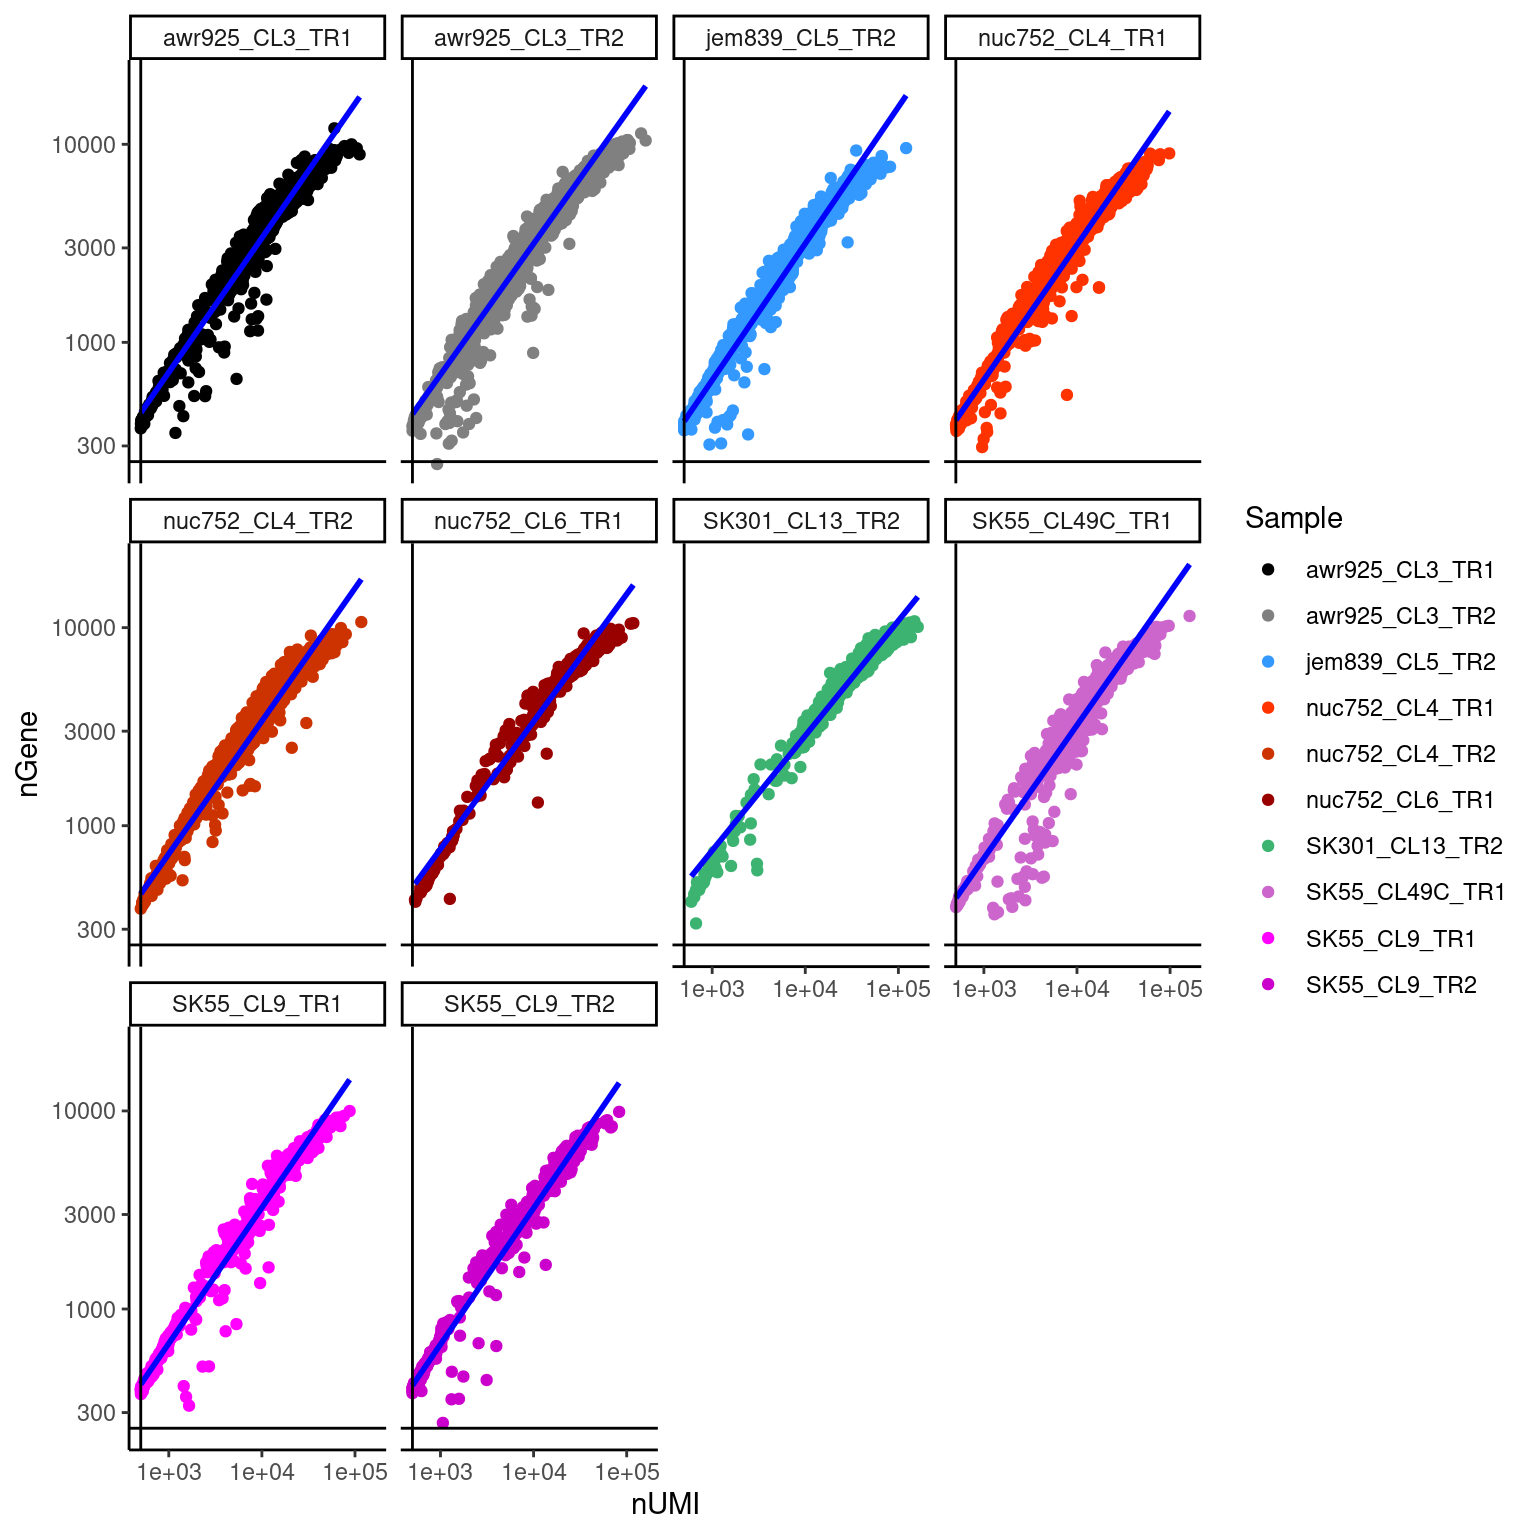 awr925_CL3_TR1
awr925_CL3_TR2
jem839_CL5_TR2
nuc752_CL4_TR1
10000
3000
1000
300
nuc752_CL4_TR2
nuc752_CL6_TR1
SK301_CL13_TR2
SK55_CL49C_TR1
10000
3000
1000
300
1e+03
1e+04
1e+05
1e+03
1e+04
1e+05
SK55_CL9_TR1
SK55_CL9_TR2
10000
3000
1000
300
1e+03
1e+04
1e+05
1e+03
1e+04
1e+05
nGene
nUMI
Sample
awr925_CL3_TR1
awr925_CL3_TR2
jem839_CL5_TR2
nuc752_CL4_TR1
nuc752_CL4_TR2
nuc752_CL6_TR1
SK301_CL13_TR2
SK55_CL49C_TR1
SK55_CL9_TR1
SK55_CL9_TR2